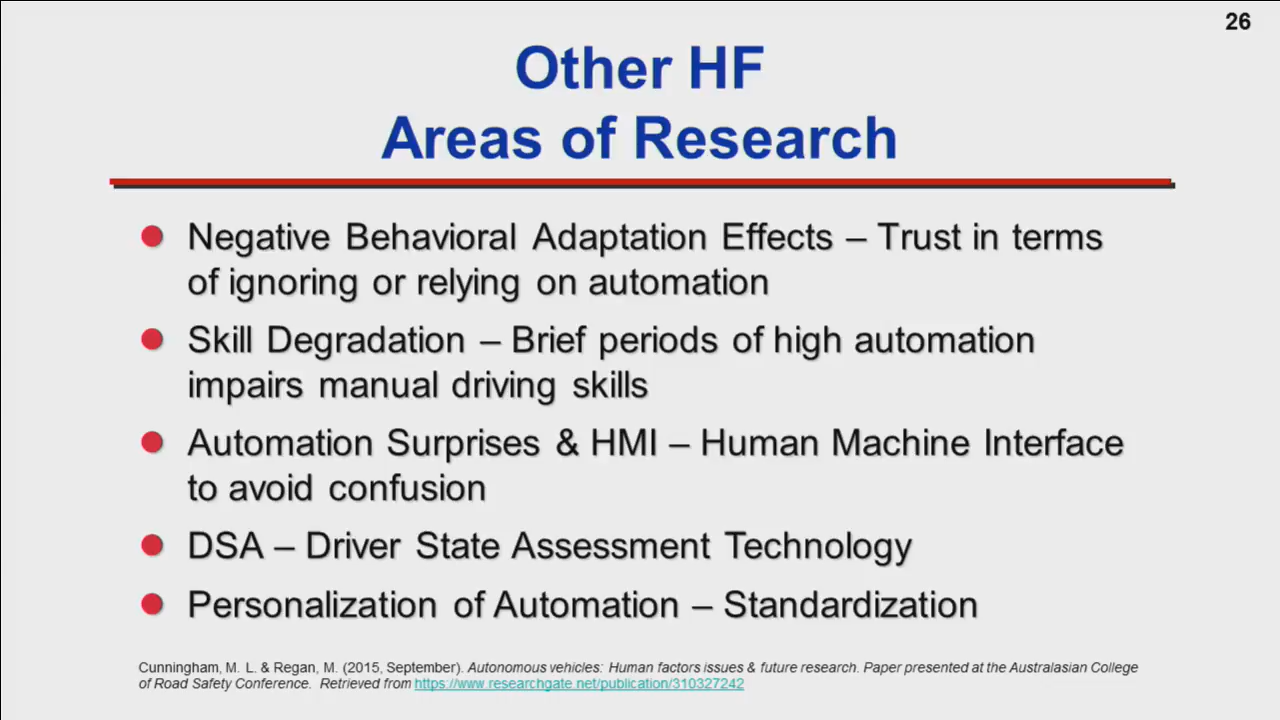 26
Other HF
Areas of Research
Negative Behavioral Adaptation Effects – Trust in terms
of ignoring or relying on automation
Skill Degradation – Brief periods of high automation
impairs manual driving skills
Automation Surprises & HMI – Human Machine Interface
to avoid confusion
DSA – Driver State Assessment Technology
Personalization of Automation – Standardization
Cunningham, M. L. & Regan, M. (2015, September). Autonomous vehicles: Human factors issues & future research. Paper presented at the Australasian College
of Road Safety Conference. Retrieved from https://www.researchgate.net/publication/310327242